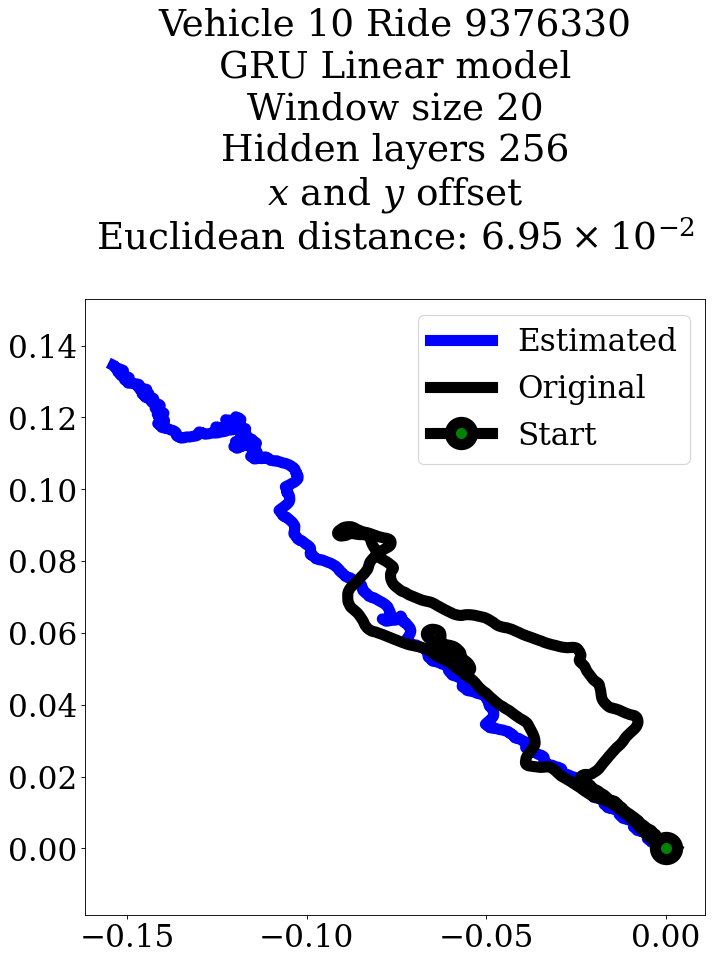 Vehicle 10 Ride 9376330
GRU Linear model
Window size 20
Hidden layers 256
x and y offset
Euclidean distance: 6.95 × 10⁻²
Estimated
Original
Start
0.14
0.12
0.10
0.08
0.06
0.04
0.02
0.00
−0.15 −0.10 −0.05 0.00